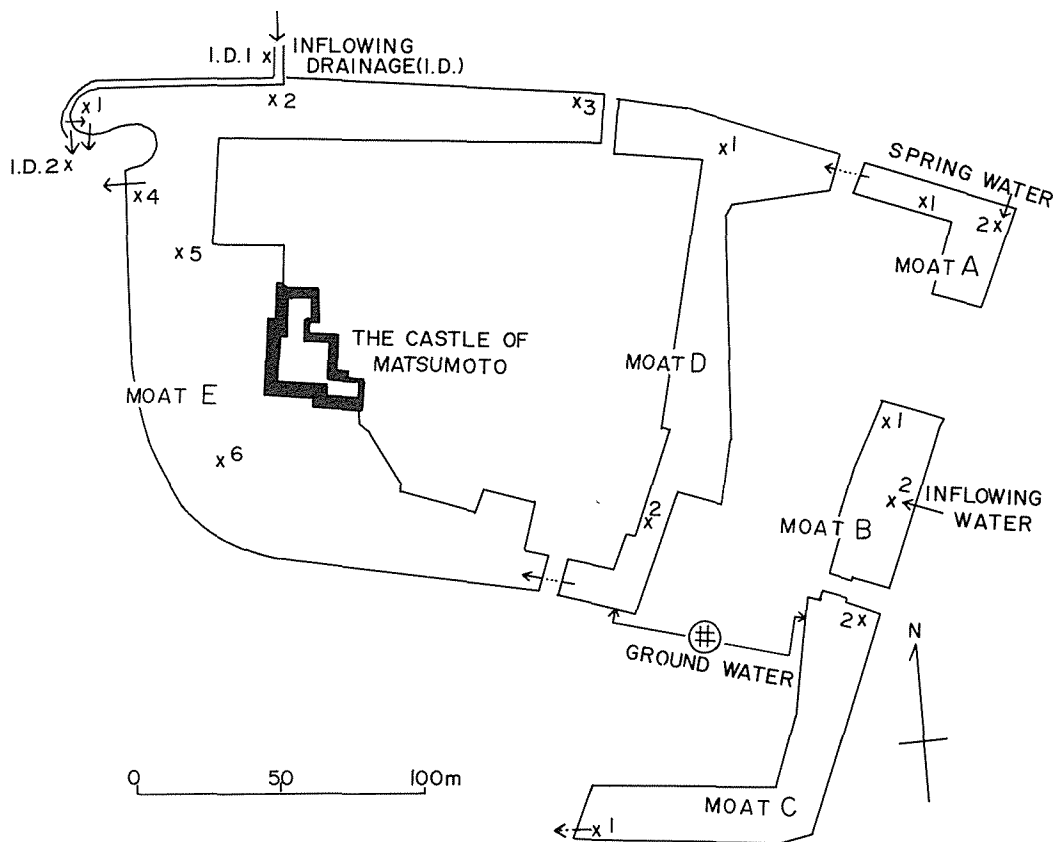 I.D.1 x
INFLOWING
DRAINAGE(I.D.)
x1
x2
x3
I.D.2 x
x4
x5
x1
SPRING WATER
x1
2x
MOAT A
THE CASTLE OF
MATSUMOTO
MOAT D
MOAT E
x6
x1
x2
INFLOWING
WATER
MOAT B
x2
2x
N
GROUND WATER
0 50 100m
MOAT C
x1